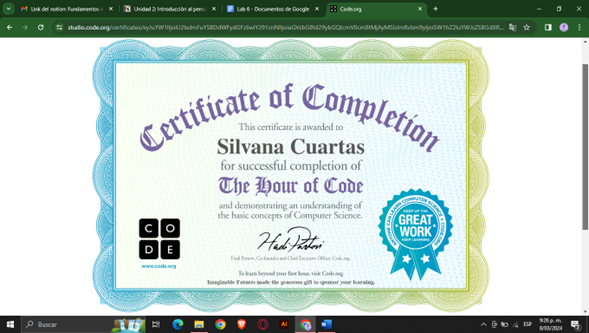 Link del notion: Fundamentos d
Unidad 2: Introducción al pens
Lab 6 - Documentos de Google
Code.org
studio.code.org/certificates/
Certificate of Completion
This certificate is awarded to
Silvana Cuartas
for successful completion of
The Hour of Code
and demonstrating an understanding of
the basic concepts of Computer Science.
CODE
www.code.org
Hadi Partovi
Hadi Partovi, Co-founder and Chief Executive Officer, Code.org
KEEP UP THE
GREAT
WORK
KEEP LEARNING
To learn beyond your first hour, visit Code.org.
Imaginable Futures made the generous gift to sponsor your learning.
Buscar
Ai
ESP
9:26 p. m.
8/03/2024